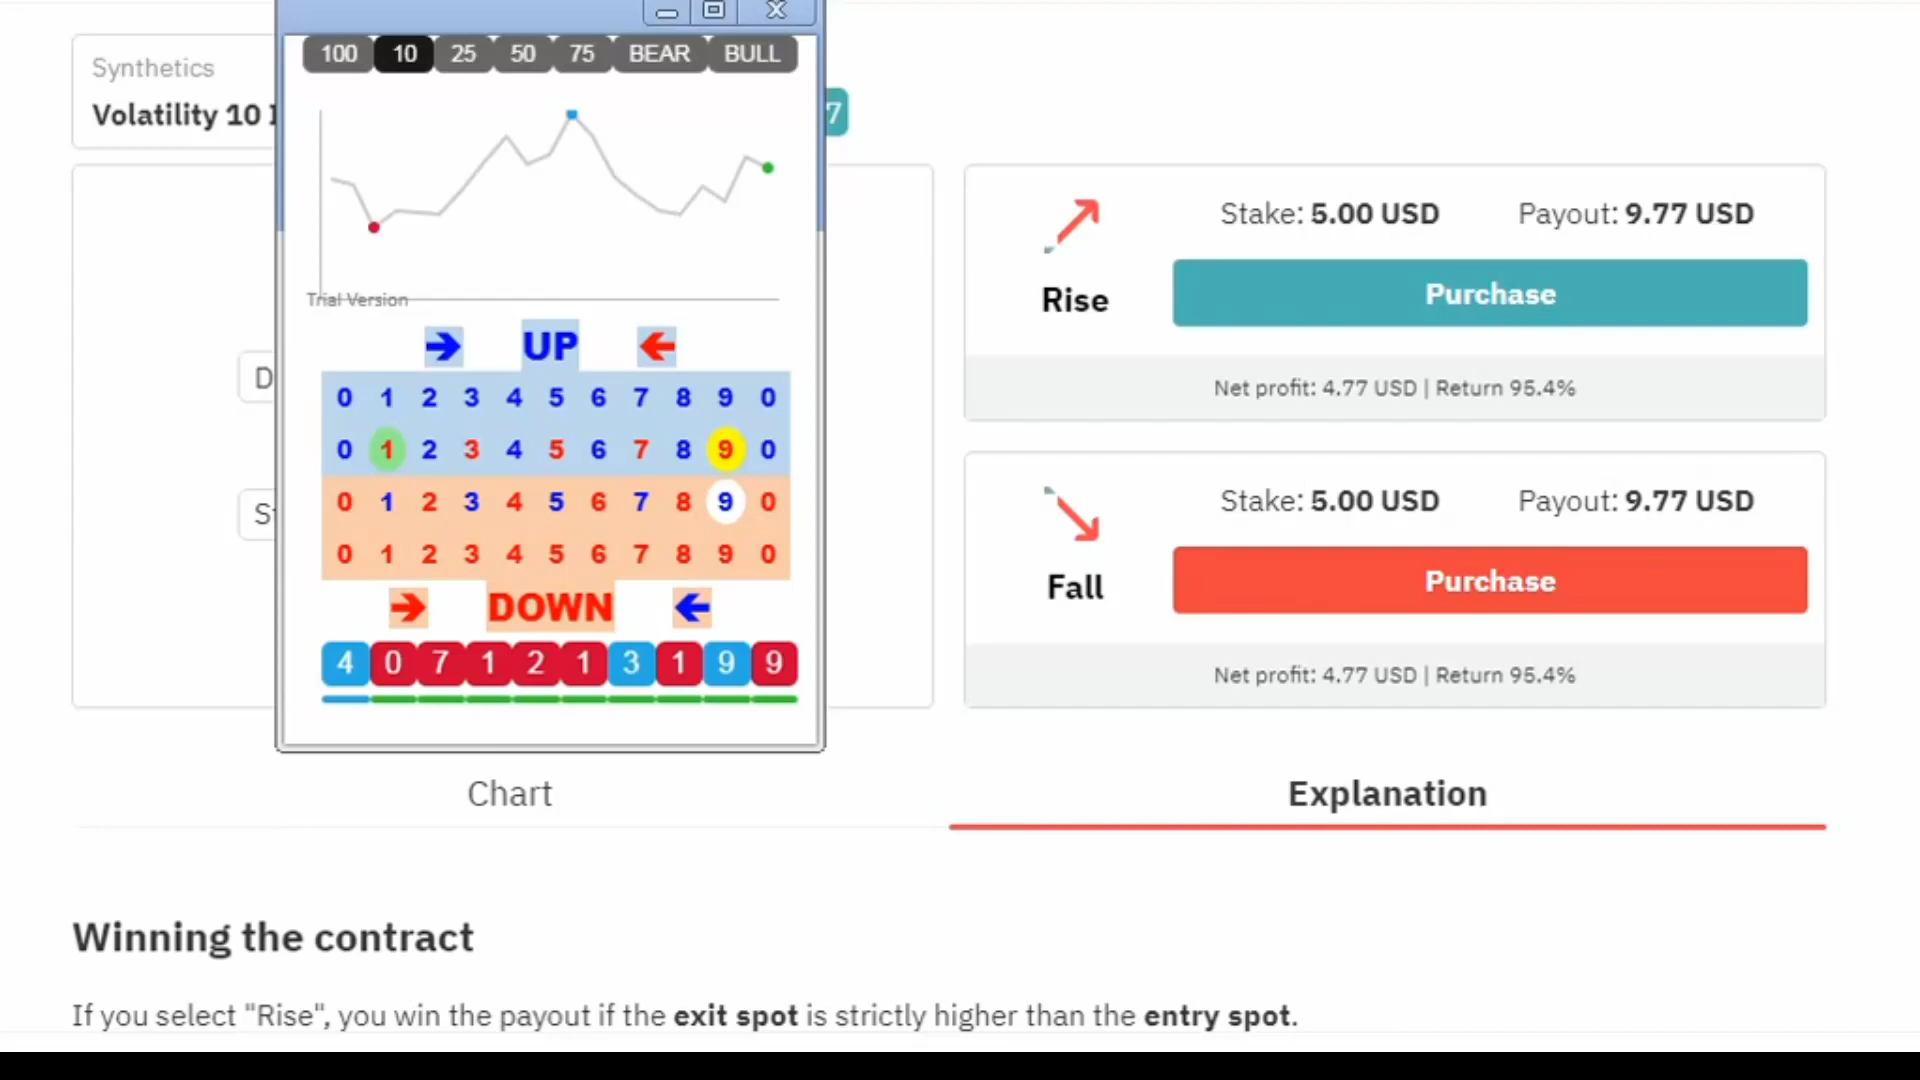 100 10 25 50 75 BEAR BULL
Synthetics
Volatility 10
7
Trial Version
UP
0 1 2 3 4 5 6 7 8 9 0
0 1 2 3 4 5 6 7 8 9 0
0 1 2 3 4 5 6 7 8 9 0
0 1 2 3 4 5 6 7 8 9 0
DOWN
4 0 7 1 2 1 3 1 9 9
D
S
Rise
Stake: 5.00 USD Payout: 9.77 USD
Purchase
Net profit: 4.77 USD | Return 95.4%
Fall
Stake: 5.00 USD Payout: 9.77 USD
Purchase
Net profit: 4.77 USD | Return 95.4%
Chart Explanation
Winning the contract
If you select "Rise", you win the payout if the exit spot is strictly higher than the entry spot.